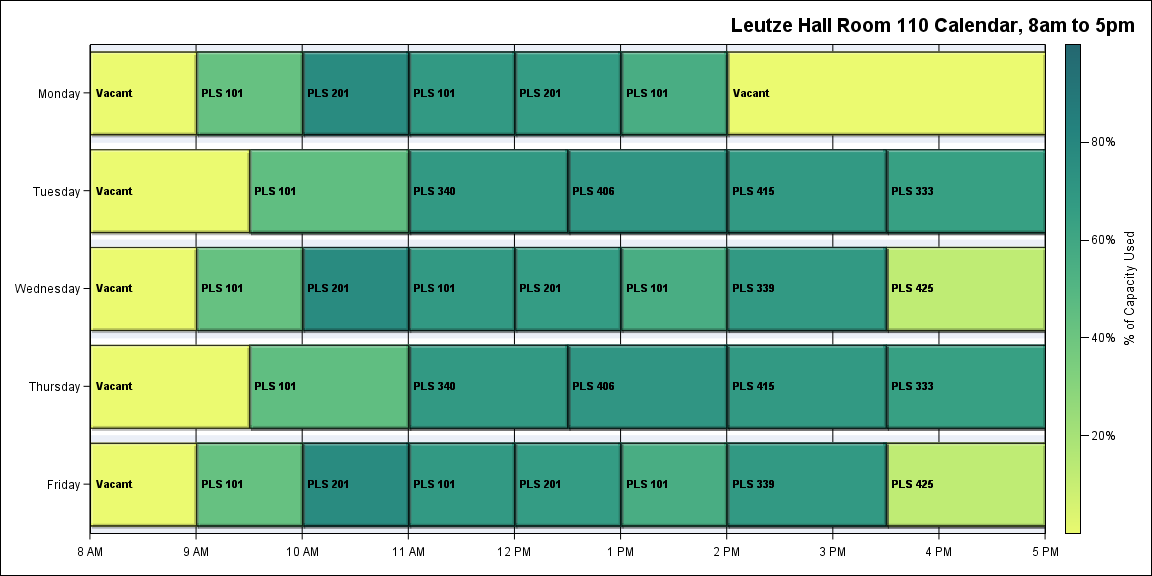 Leutze Hall Room 110 Calendar, 8am to 5pm
Monday
Vacant
PLS 101
PLS 201
PLS 101
PLS 201
PLS 101
Vacant
Tuesday
Vacant
PLS 101
PLS 340
PLS 406
PLS 415
PLS 333
Wednesday
Vacant
PLS 101
PLS 201
PLS 101
PLS 201
PLS 101
PLS 339
PLS 425
Thursday
Vacant
PLS 101
PLS 340
PLS 406
PLS 415
PLS 333
Friday
Vacant
PLS 101
PLS 201
PLS 101
PLS 201
PLS 101
PLS 339
PLS 425
8 AM
9 AM
10 AM
11 AM
12 PM
1 PM
2 PM
3 PM
4 PM
5 PM
80%
60%
40%
20%
% of Capacity Used